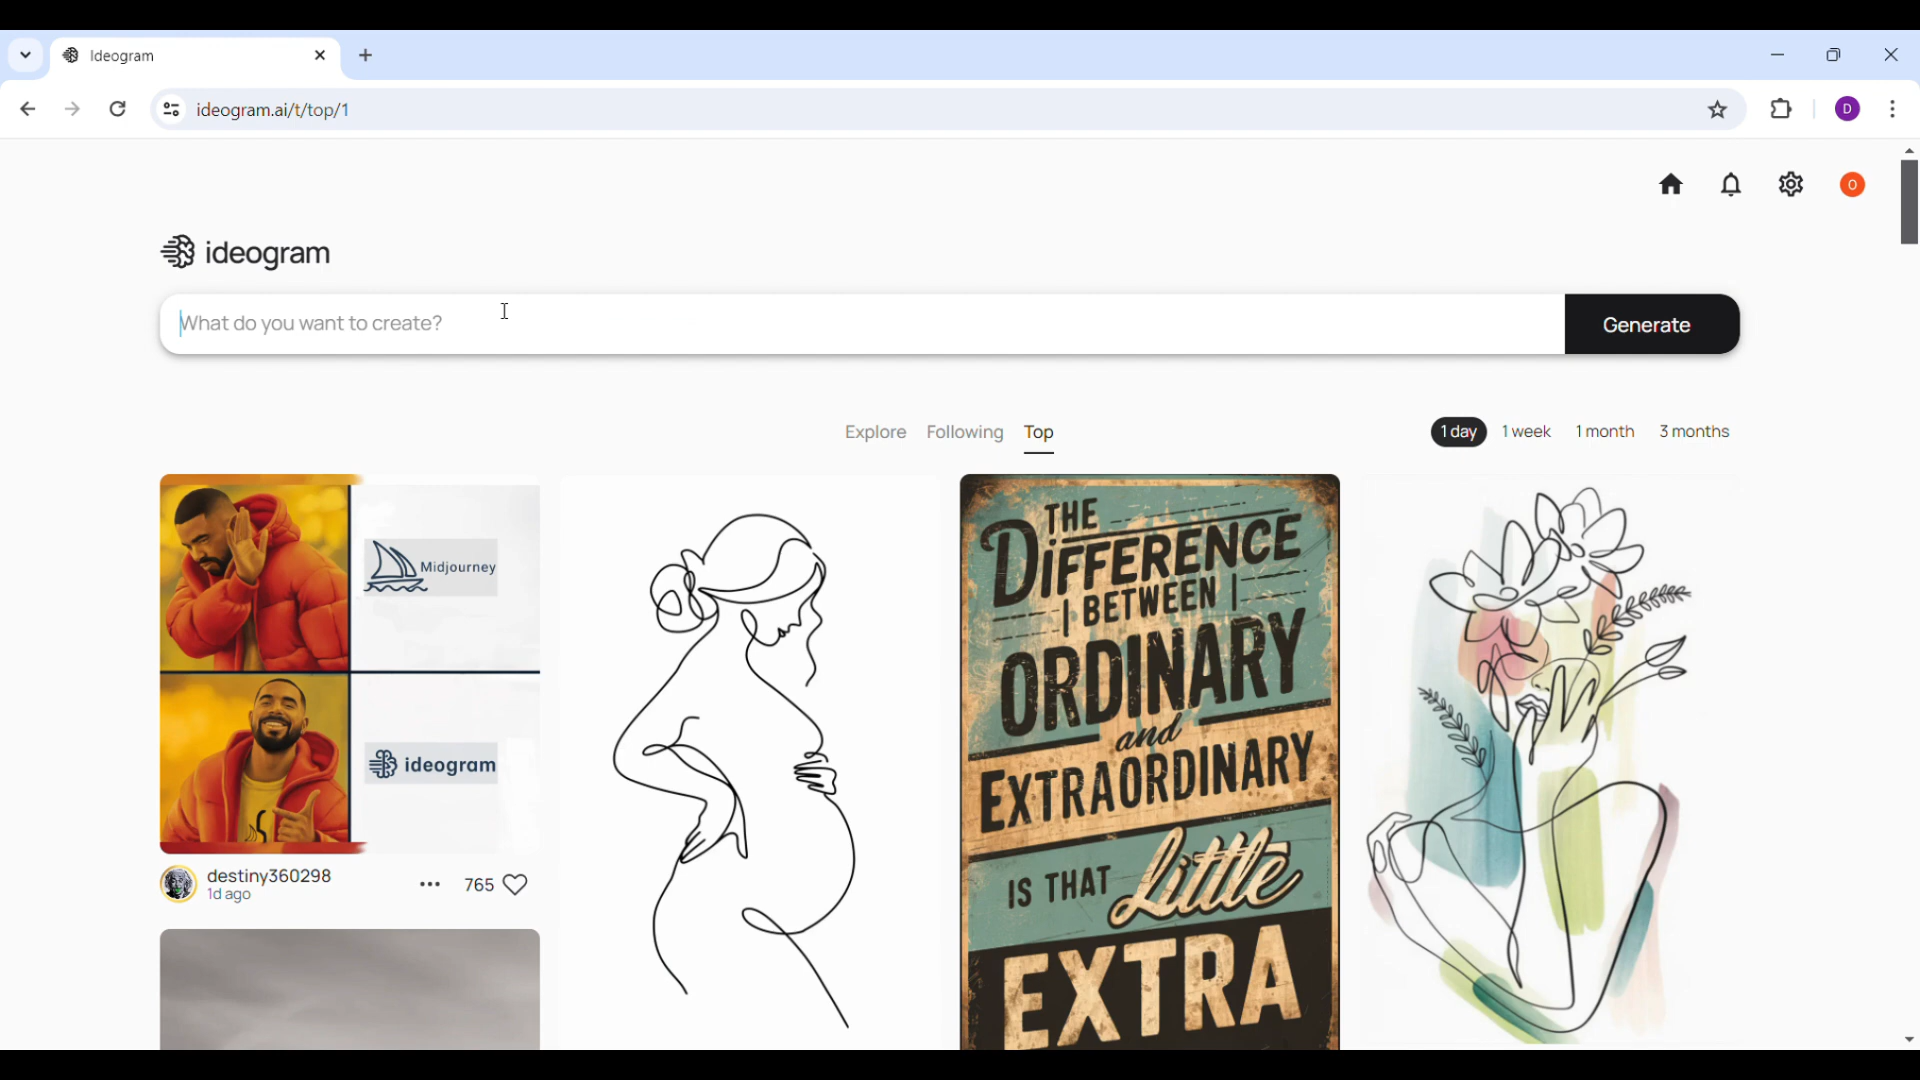 Ideogram
ideogram.ai/t/top/1
D
O
ideogram
What do you want to create?
Generate
Explore Following Top
1 day 1 week 1 month 3 months
Midjourney
ideogram
destiny360298
1d ago
765
THE
DIFFERENCE
BETWEEN
ORDINARY
and
EXTRAORDINARY
IS THAT Little
EXTRA